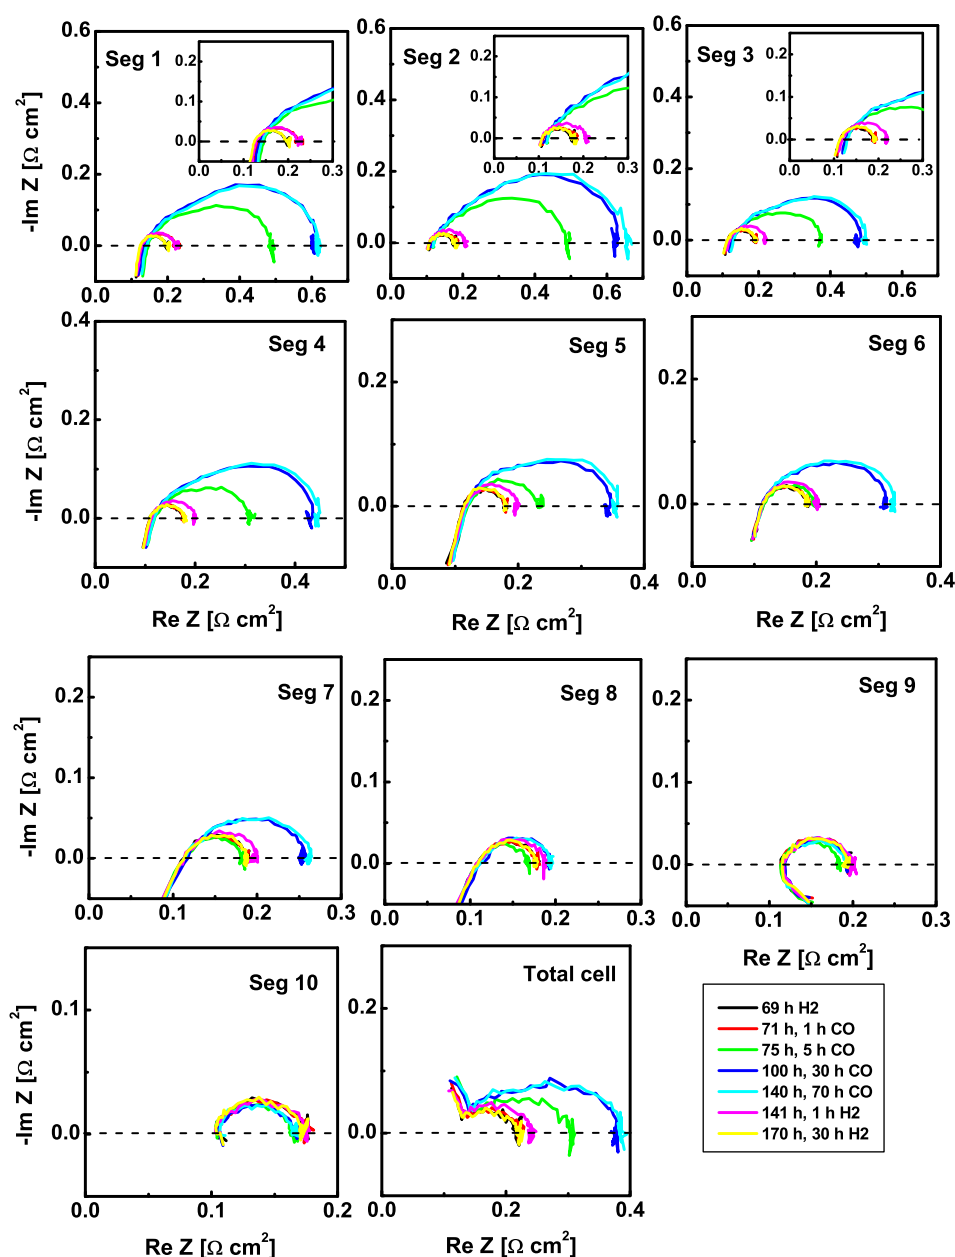 Seg 1
0.6
0.4
0.2
0.0
0.2
0.1
0.0
0.0 0.1 0.2 0.3
0.0 0.2 0.4 0.6
-Im Z [Ω cm²]
Seg 2
0.6
0.4
0.2
0.0
0.2
0.1
0.0
0.0 0.1 0.2 0.3
0.0 0.2 0.4 0.6
Seg 3
0.6
0.4
0.2
0.0
0.2
0.1
0.0
0.0 0.1 0.2 0.3
0.0 0.2 0.4 0.6
Seg 4
0.4
0.2
0.0
0.0 0.2 0.4
-Im Z [Ω cm²]
Re Z [Ω cm²]
Seg 5
0.2
0.0
0.0 0.2 0.4
Re Z [Ω cm²]
Seg 6
0.2
0.0
0.0 0.2 0.4
Re Z [Ω cm²]
Seg 7
0.2
0.1
0.0
0.0 0.1 0.2 0.3
-Im Z [Ω cm²]
Seg 8
0.2
0.1
0.0
0.0 0.1 0.2 0.3
Seg 9
0.2
0.1
0.0
0.0 0.1 0.2 0.3
Re Z [Ω cm²]
Seg 10
0.1
0.0
0.0 0.1 0.2
-Im Z [Ω cm²]
Re Z [Ω cm²]
Total cell
0.2
0.0
0.0 0.2 0.4
Re Z [Ω cm²]
69 h H2
71 h, 1 h CO
75 h, 5 h CO
100 h, 30 h CO
140 h, 70 h CO
141 h, 1 h H2
170 h, 30 h H2